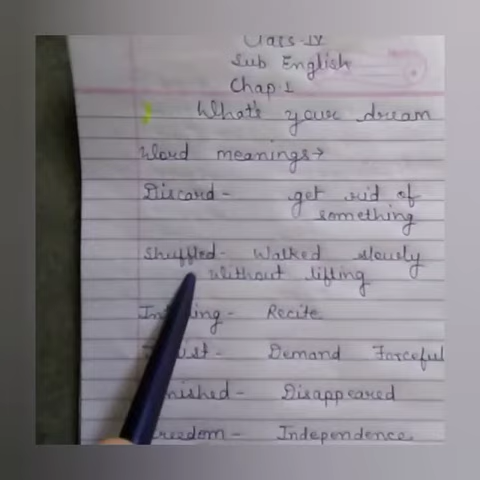 Class-IV
Sub English
Chap.1
What's your dream
Word meanings→
Discard- get rid of
something
Shuffled- Walked slowly
without lifting
Recite
Demand Forceful
Disappeared
Independence